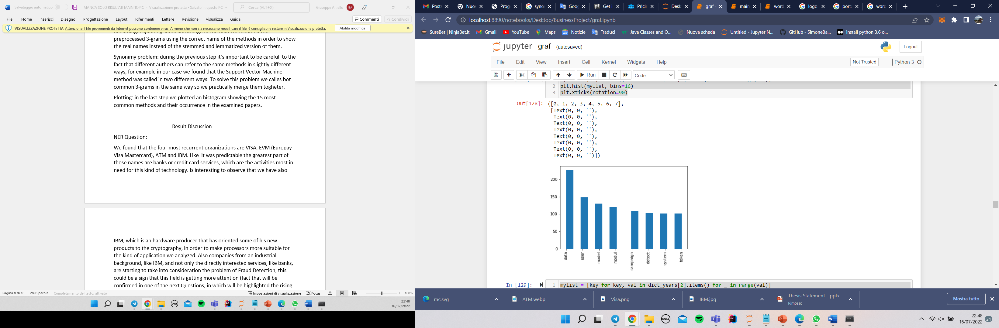 Salvataggio automatico
MANCA SOLO RISULTATI MAIN TOPIC - Visualizzazione protetta • Salvato in questo PC
Cerca (ALT+X)
Giuseppe Aniello
GA
File Home Inserisci Disegno Progettazione Layout Riferimenti Lettere Revisione Visualizza Guida
Commenti
Condividi
VISUALIZZAZIONE PROTETTA Attenzione. I file provenienti da Internet possono contenere virus. A meno che non sia necessario modificare il file, è consigliabile restare in Visualizzazione protetta.
Abilita modifica
preprocessed 3-grams using the correct name of the methods in order to show
the real names instead of the stemmed and lemmatized version of them.
Synonimy problem: during the previous step it's important to be carefull to the
fact that different authors can refer to the same methods in slightly different
ways, for example in our case we found that the Support Vector Machine
method was called in two different ways. To solve this problem we calles bot
common 3-grams in the same way so we practically merge them togheter.
Plotting: in the last step we plotted an histogram showing the 15 most
common methods and their occurrence in the examined papers.
Result Discussion
NER Question:
We found that the four most recurrent organizations are VISA, EVM (Europay
Visa Mastercard), ATM and IBM. Like it was predictable the greatest part of
those names are banks or credit card services, which are the activities most in
need for this kind of technology. Is interesting to observe that we have also
IBM, which is an hardware producer that has oriented some of his new
products to the cryptography, in order to make processors more suitable for
the kind of application we analyzed. Also companies from an industrial
background, like IBM, and not only the directly interested services, like banks,
are starting to take into consideration the problem of Fraud Detection, this
could be a sign that this field is getting more attention (fact that will be
confirmed in one of the next Questions, in which will be highlighted the rising
Pagina 8 di 10 2893 parole Completamento del testo: attivato
Impostazioni di visualizzazione Focus 100%
22:48
16/07/2022
Posta Nuov Prog syno Goog Get i Pricin Desk graf main word logo porta word
localhost:8890/notebooks/Desktop/BusinessProject/graf.ipynb
SureBet | NinjaBet.it Gmail YouTube Maps Notizie Traduci Java Classes and O... Nuova scheda Untitled - Jupyter N... GitHub - SimoneBa... install python 3.6 o...
jupyter graf (autosaved)
Logout
File Edit View Insert Cell Kernel Widgets Help
Not Trusted
Python 3
Run
Code
2 plt.hist(mylist, bins=16)
3 plt.xticks(rotation=90)
Out[128]: ([0, 1, 2, 3, 4, 5, 6, 7],
[Text(0, 0, ''),
Text(0, 0, ''),
Text(0, 0, ''),
Text(0, 0, ''),
Text(0, 0, ''),
Text(0, 0, ''),
Text(0, 0, ''),
Text(0, 0, '')])
200
150
100
50
0
data user model modul campaign detect system token
In [129]: 1 mylist = [key for key, val in dict_years[2].items() for _ in range(val)]
mc.svg
ATM.webp
Visa.png
IBM.jpg
Thesis Statement....pptx
Rimosso
Mostra tutto
22:48
16/07/2022
24